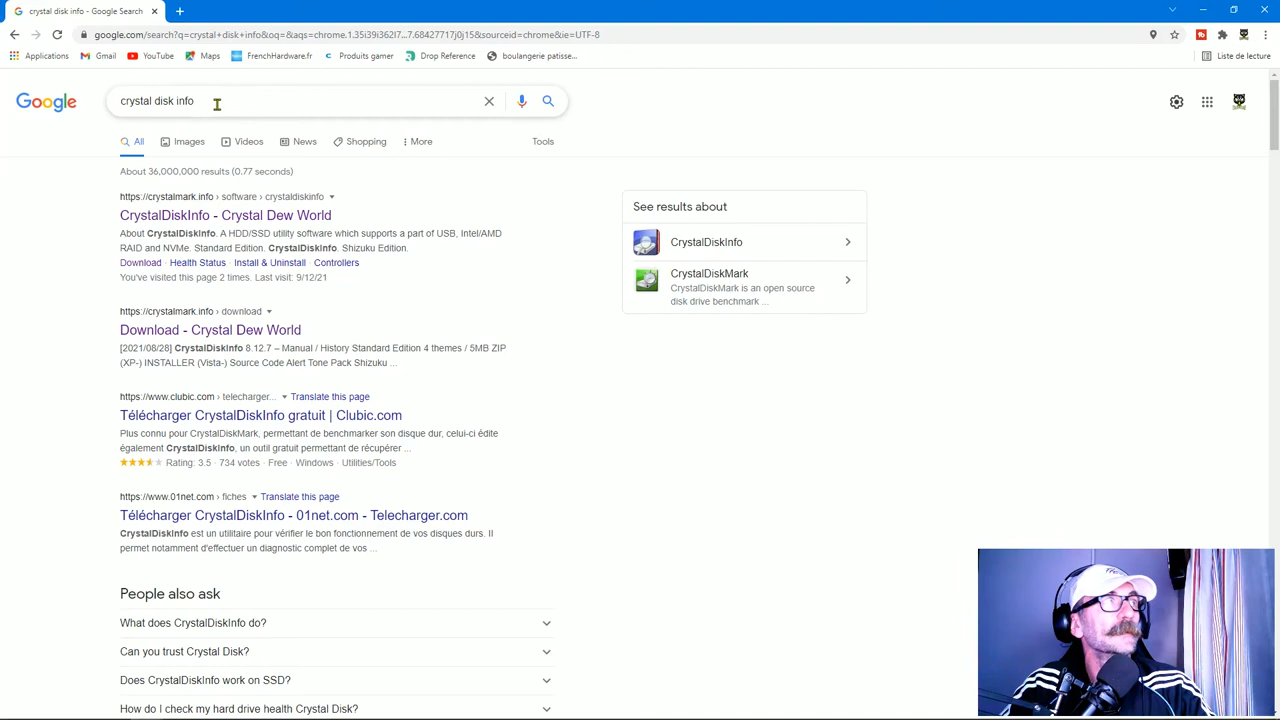 crystal disk info - Google Search
google.com/search?q=crystal+disk+info&oq=&aqs=chrome.1.35i39i362l7...7.68427717j0j15&sourceid=chrome&ie=UTF-8
Applications Gmail YouTube Maps FrenchHardware.fr Produits gamer Drop Reference boulangerie patisse... Liste de lecture
Google
crystal disk info
All Images Videos News Shopping More Tools
About 36,000,000 results (0.77 seconds)
https://crystalmark.info › software › crystaldiskinfo
CrystalDiskInfo - Crystal Dew World
About CrystalDiskInfo. A HDD/SSD utility software which supports a part of USB, Intel/AMD
RAID and NVMe. Standard Edition. CrystalDiskInfo. Shizuku Edition.
Download · Health Status · Install & Uninstall · Controllers
You've visited this page 2 times. Last visit: 9/12/21
https://crystalmark.info › download
Download - Crystal Dew World
[2021/08/28] CrystalDiskInfo 8.12.7 – Manual / History Standard Edition 4 themes / 5MB ZIP
(XP-) INSTALLER (Vista-) Source Code Alert Tone Pack Shizuku ...
https://www.clubic.com › telecharger... Translate this page
Télécharger CrystalDiskInfo gratuit | Clubic.com
Plus connu pour CrystalDiskMark, permettant de benchmarker son disque dur, celui-ci édite
également CrystalDiskInfo, un outil gratuit permettant de récupérer ...
Rating: 3.5 · 734 votes · Free · Windows · Utilities/Tools
https://www.01net.com › fiches Translate this page
Télécharger CrystalDiskInfo - 01net.com - Telecharger.com
CrystalDiskInfo est un utilitaire pour vérifier le bon fonctionnement de vos disques durs. Il
permet notamment d'effectuer un diagnostic complet de vos ...
People also ask
What does CrystalDiskInfo do?
Can you trust Crystal Disk?
Does CrystalDiskInfo work on SSD?
How do I check my hard drive health Crystal Disk?
See results about
CrystalDiskInfo
CrystalDiskMark
CrystalDiskMark is an open source
disk drive benchmark ...